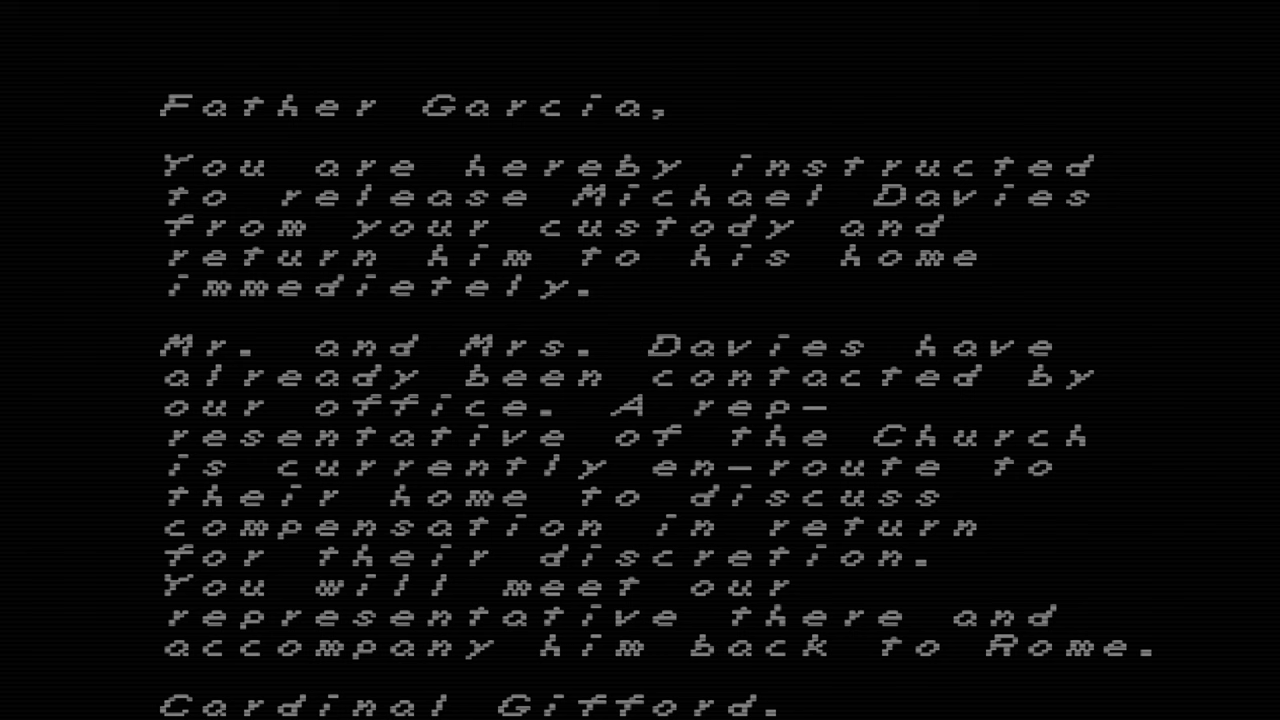 Father Garcia,
You are hereby instructed
to release Michael Davies
from your custody and
return him to his home
immedietely.
Mr. and Mrs. Davies have
already been contacted by
our office. A rep-
resentative of the Church
is currently en-route to
their home to discuss
compensation in return
for their discretion.
You will meet our
representative there and
accompany him back to Rome.
Cardinal Gifford.